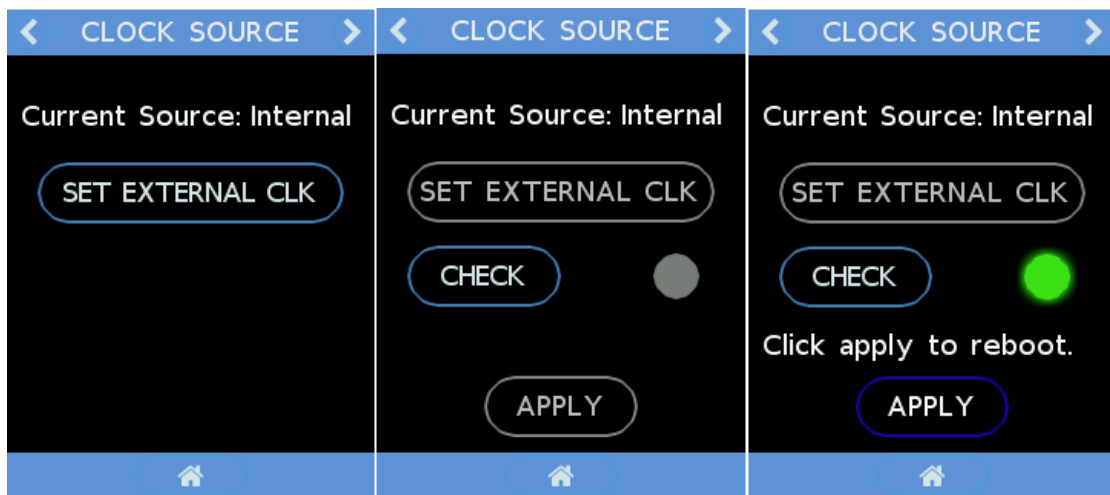 CLOCK SOURCE
Current Source: Internal
SET EXTERNAL CLK
CLOCK SOURCE
Current Source: Internal
SET EXTERNAL CLK
CHECK
APPLY
CLOCK SOURCE
Current Source: Internal
SET EXTERNAL CLK
CHECK
Click apply to reboot.
APPLY